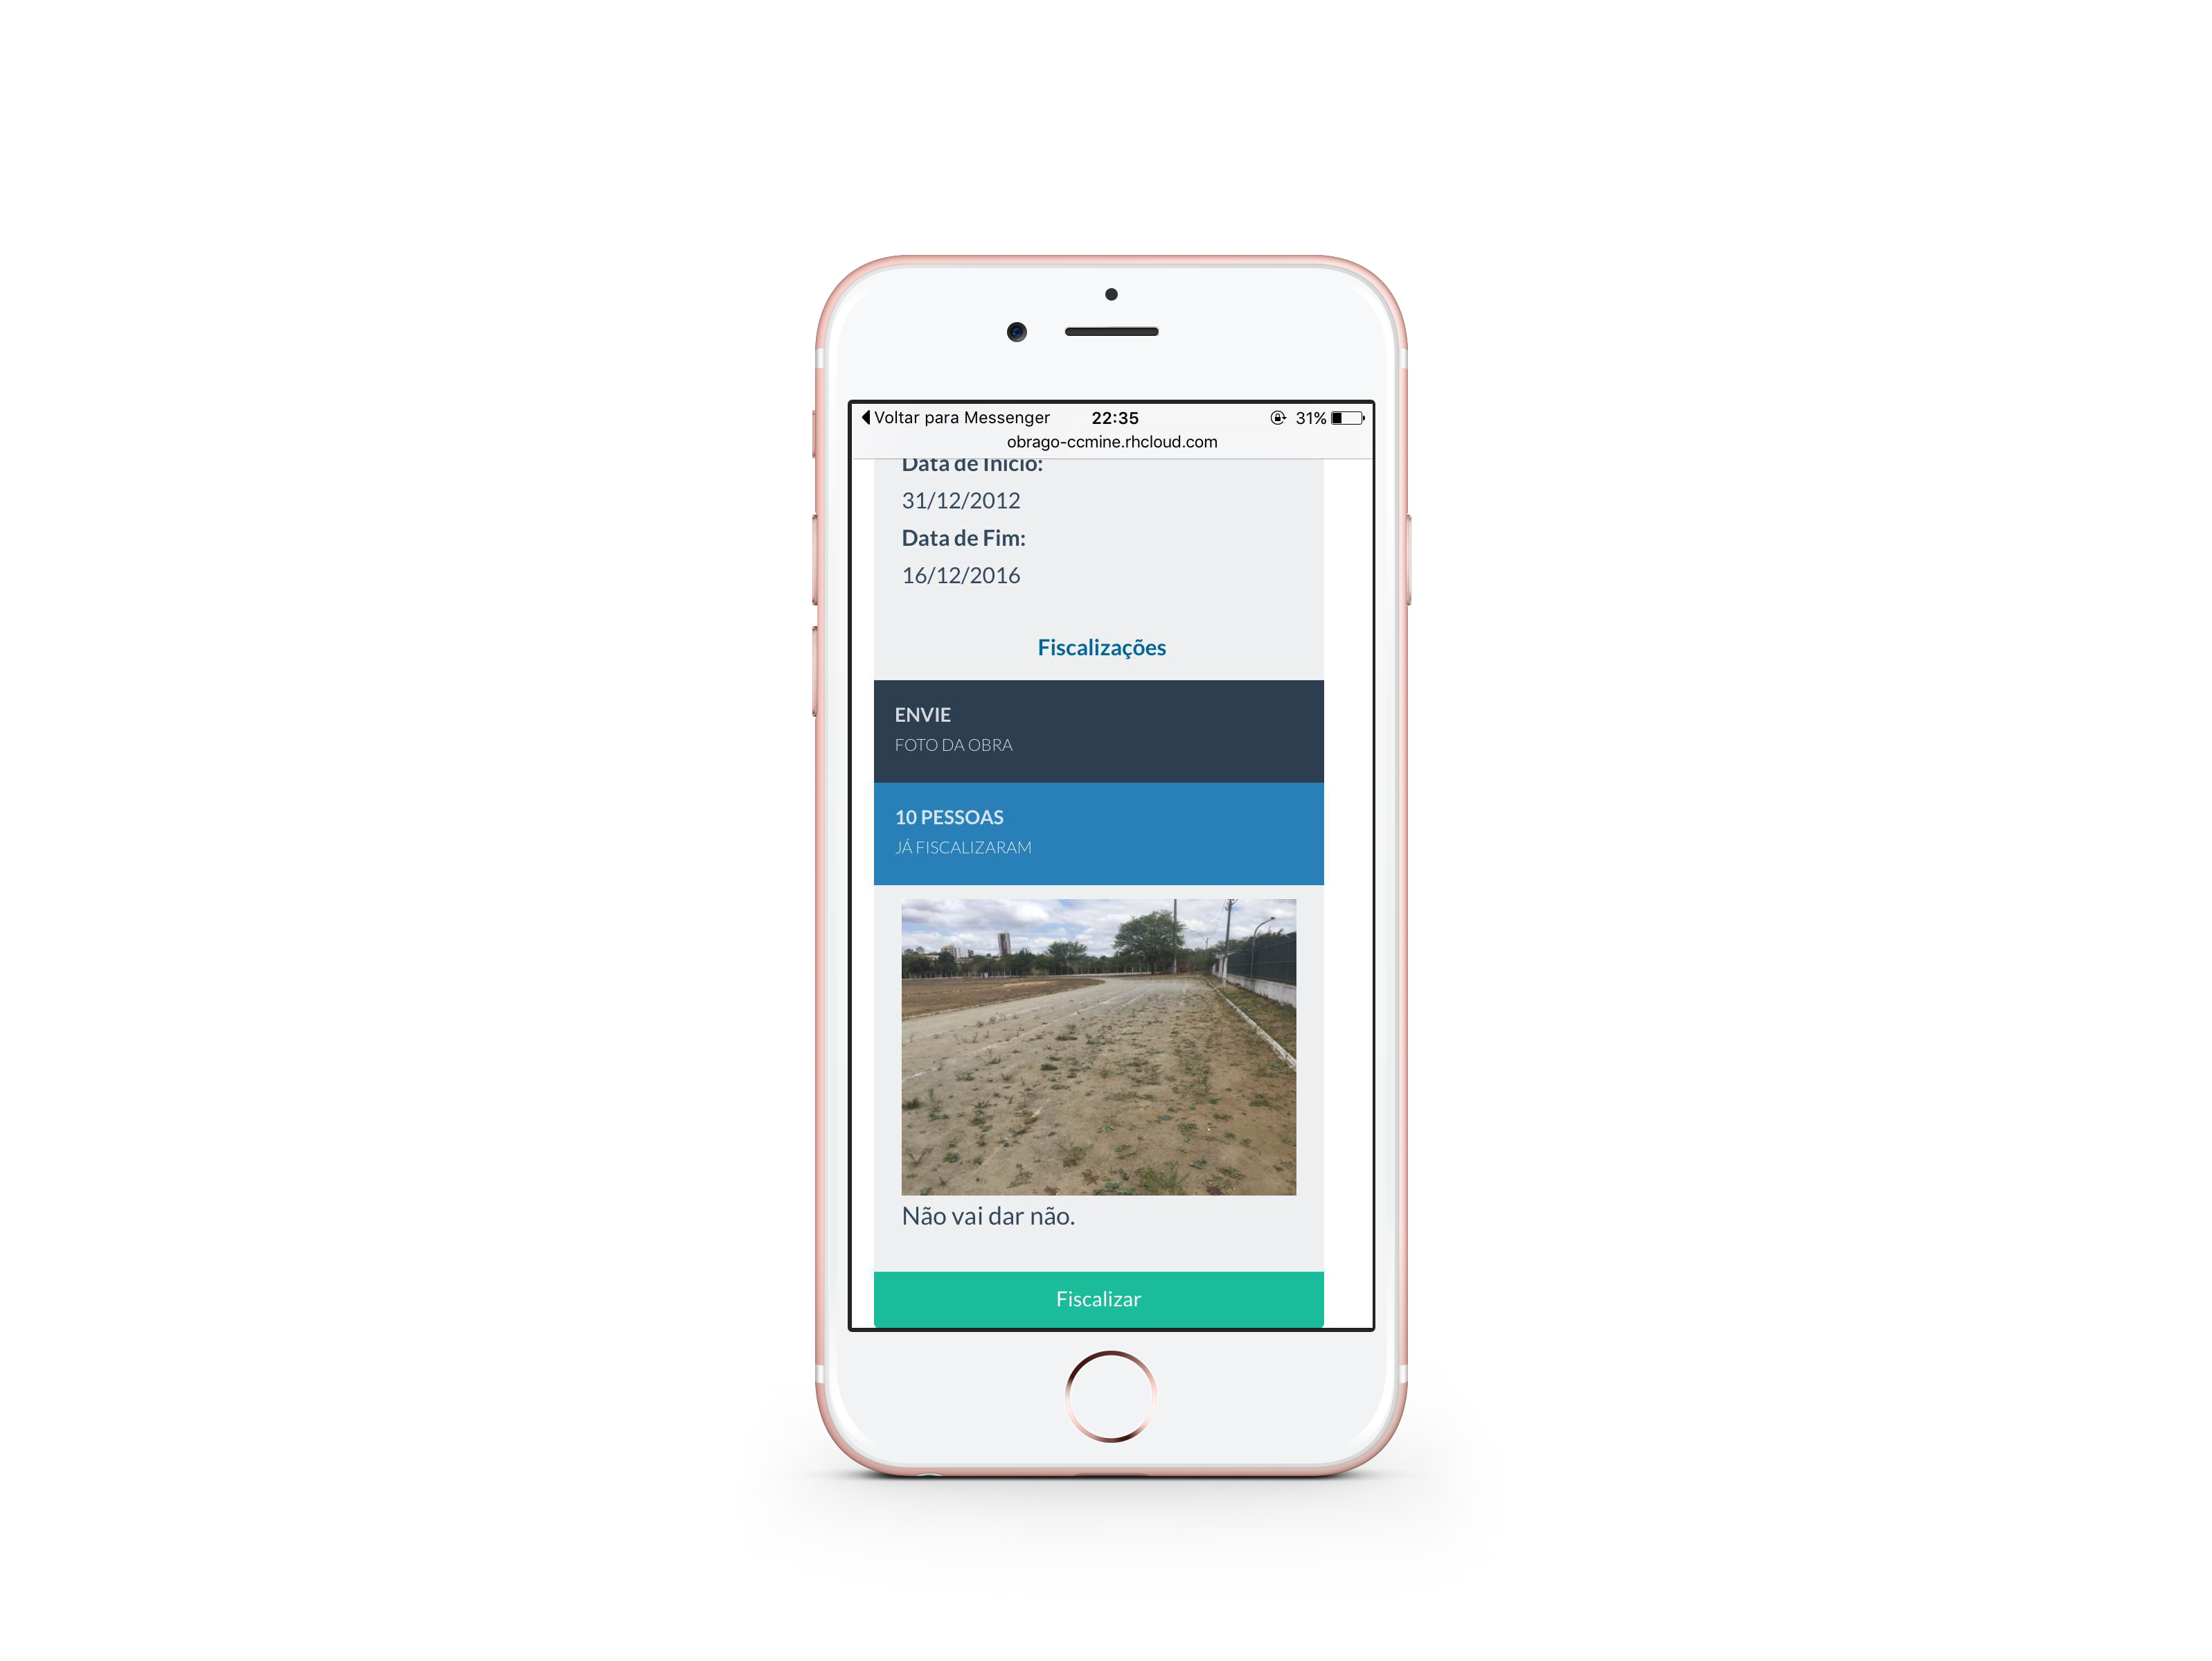 Voltar para Messenger 22:35 31%
obrago-ccmine.rhcloud.com
Data de Início:
31/12/2012
Data de Fim:
16/12/2016
Fiscalizações
ENVIE
FOTO DA OBRA
10 PESSOAS
JÁ FISCALIZARAM
Não vai dar não.
Fiscalizar